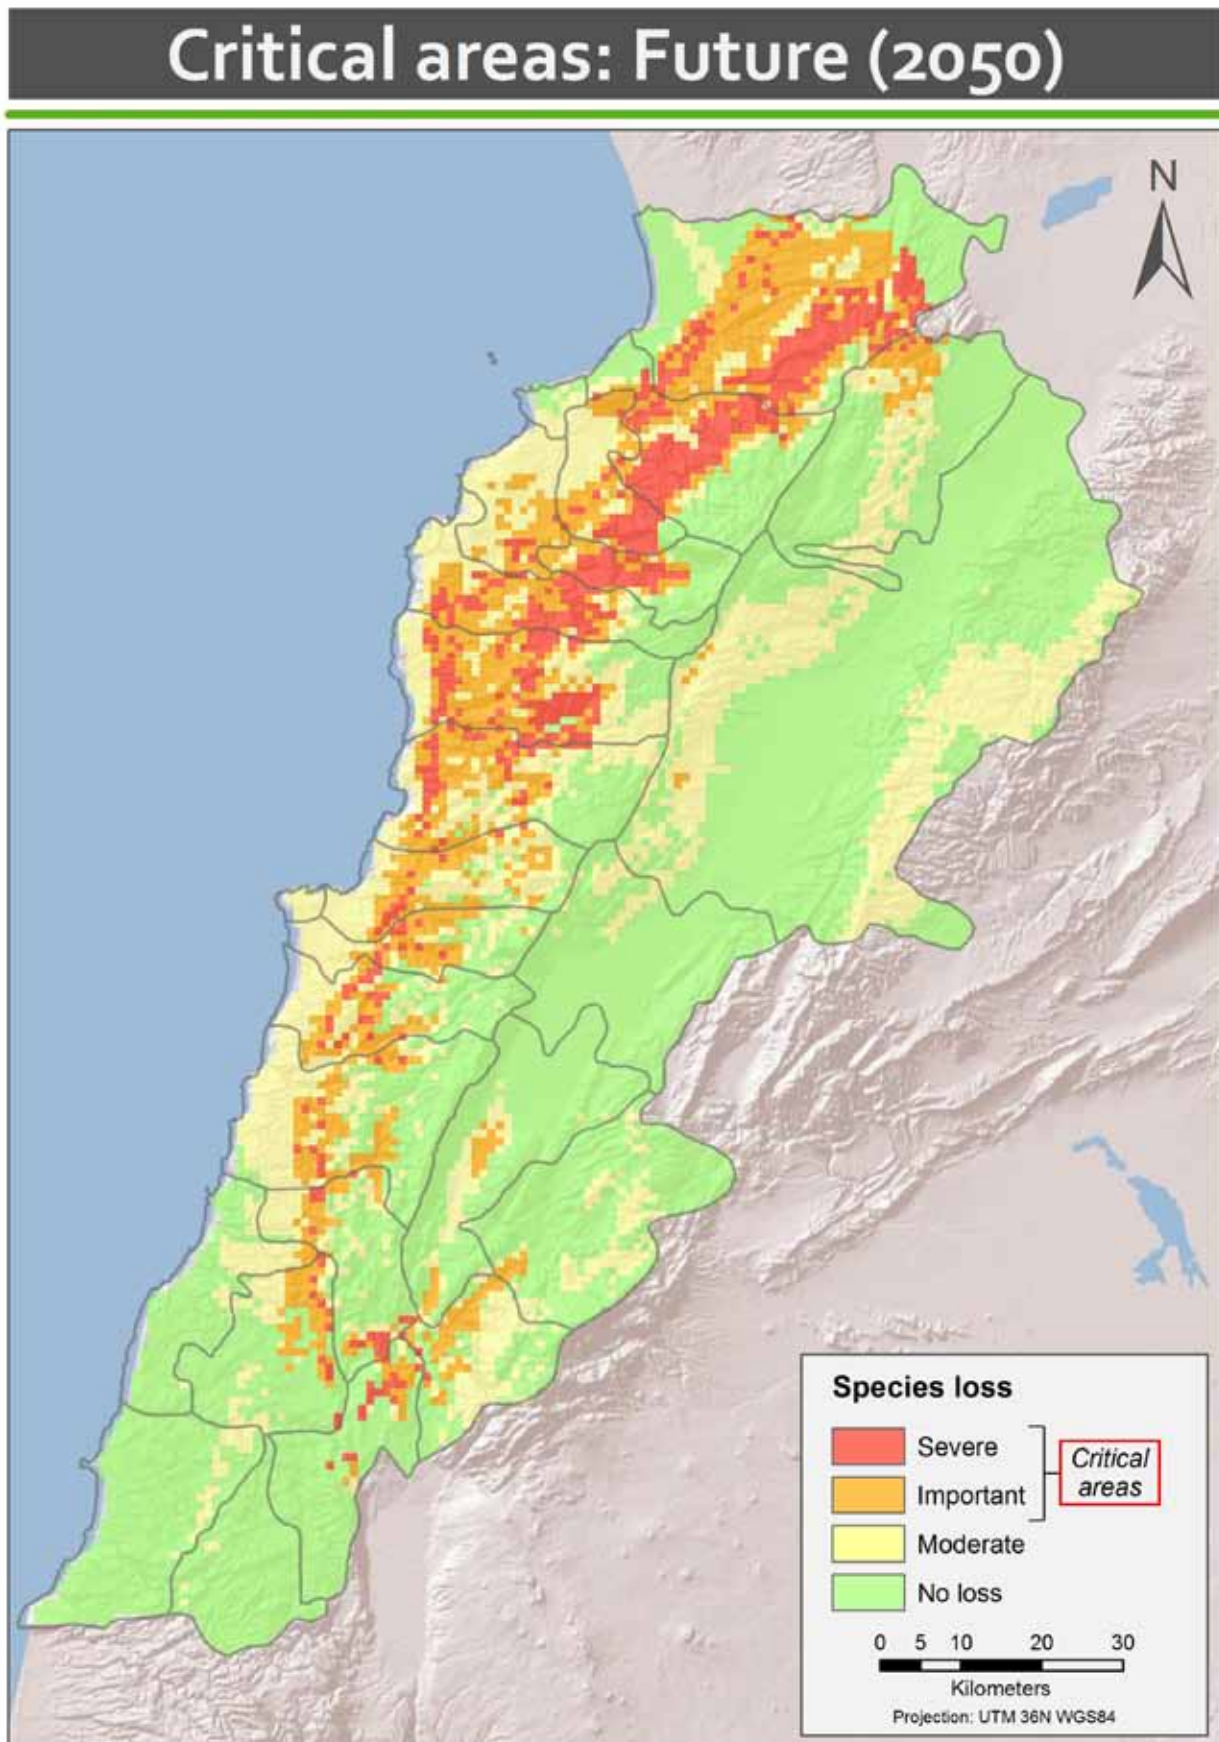 Critical areas: Future (2050)
N
Species loss
Severe
Important
Critical
areas
Moderate
No loss
0 5 10 20 30
Kilometers
Projection: UTM 36N WGS84